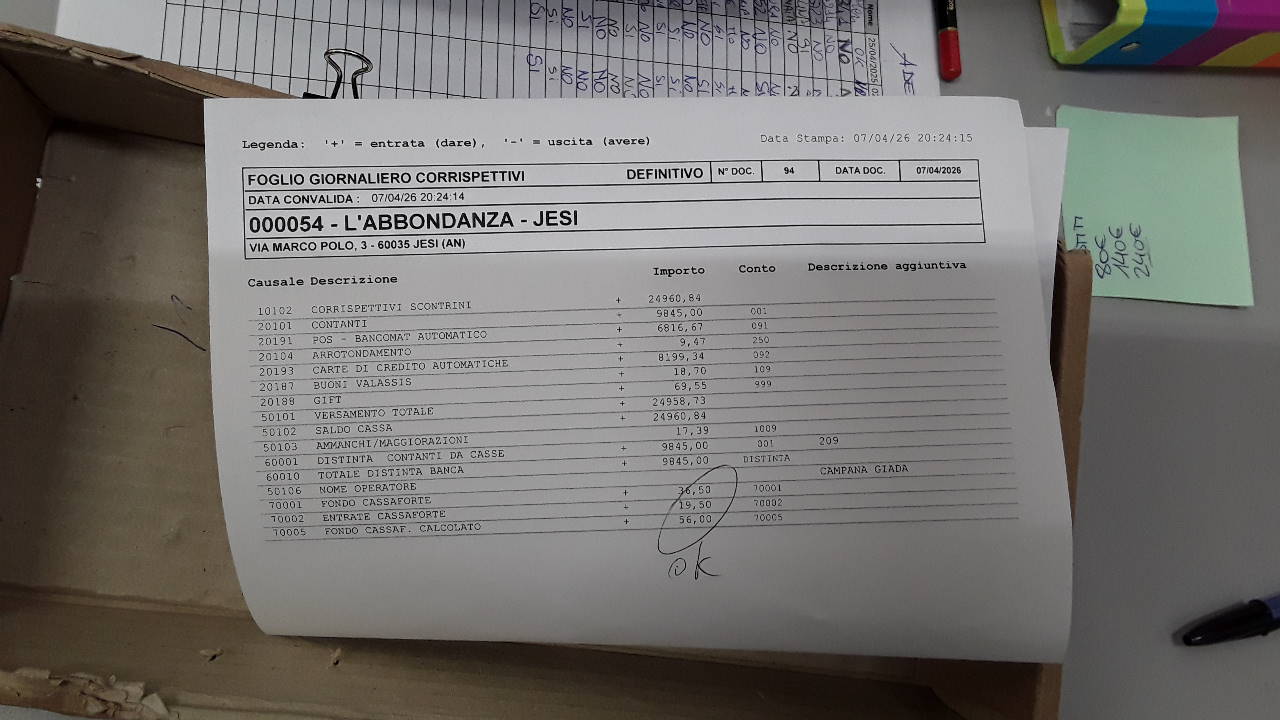 Legenda: '+' = entrata (dare), '-' = uscita (avere) Data Stampa: 07/04/26 20:24:15
FOGLIO GIORNALIERO CORRISPETTIVI DEFINITIVO N° DOC. 94 DATA DOC. 07/04/2026
DATA CONVALIDA : 07/04/26 20:24:14
000054 - L'ABBONDANZA - JESI
VIA MARCO POLO, 3 - 60035 JESI (AN)
Causale Descrizione Importo Conto Descrizione aggiuntiva
10102 CORRISPETTIVI SCONTRINI + 24960,84
20101 CONTANTI + 9845,00 001
20191 POS - BANCOMAT AUTOMATICO + 6816,67 091
20104 ARROTONDAMENTO + 9,47 250
20193 CARTE DI CREDITO AUTOMATICHE + 8199,34 092
20187 BUONI VALASSIS + 18,70 109
20188 GIFT + 69,55 999
50101 VERSAMENTO TOTALE + 24958,73
50102 SALDO CASSA + 24960,84
50103 AMMANCHI/MAGGIORAZIONI 17,39 1009
60001 DISTINTA CONTANTI DA CASSE + 9845,00 001 209
60010 TOTALE DISTINTA BANCA + 9845,00 DISTINTA
50106 NOME OPERATORE CAMPANA GIADA
70001 FONDO CASSAFORTE + 36,50 70001
70002 ENTRATE CASSAFORTE + 19,50 70002
70005 FONDO CASSAF. CALCOLATO + 56,00 70005
ok
80€
140€
240€